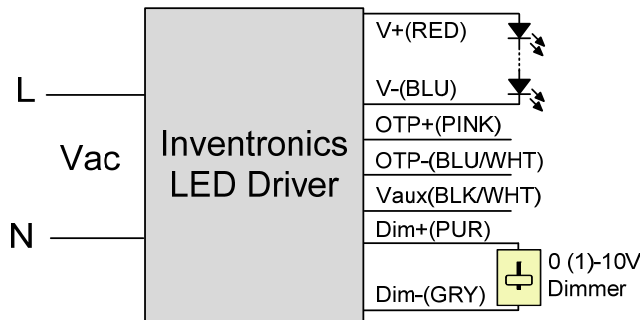 L
Vac
N
Inventronics
LED Driver
V+(RED)
V-(BLU)
OTP+(PINK)
OTP-(BLU/WHT)
Vaux(BLK/WHT)
Dim+(PUR)
Dim-(GRY)
0 (1)-10V
Dimmer